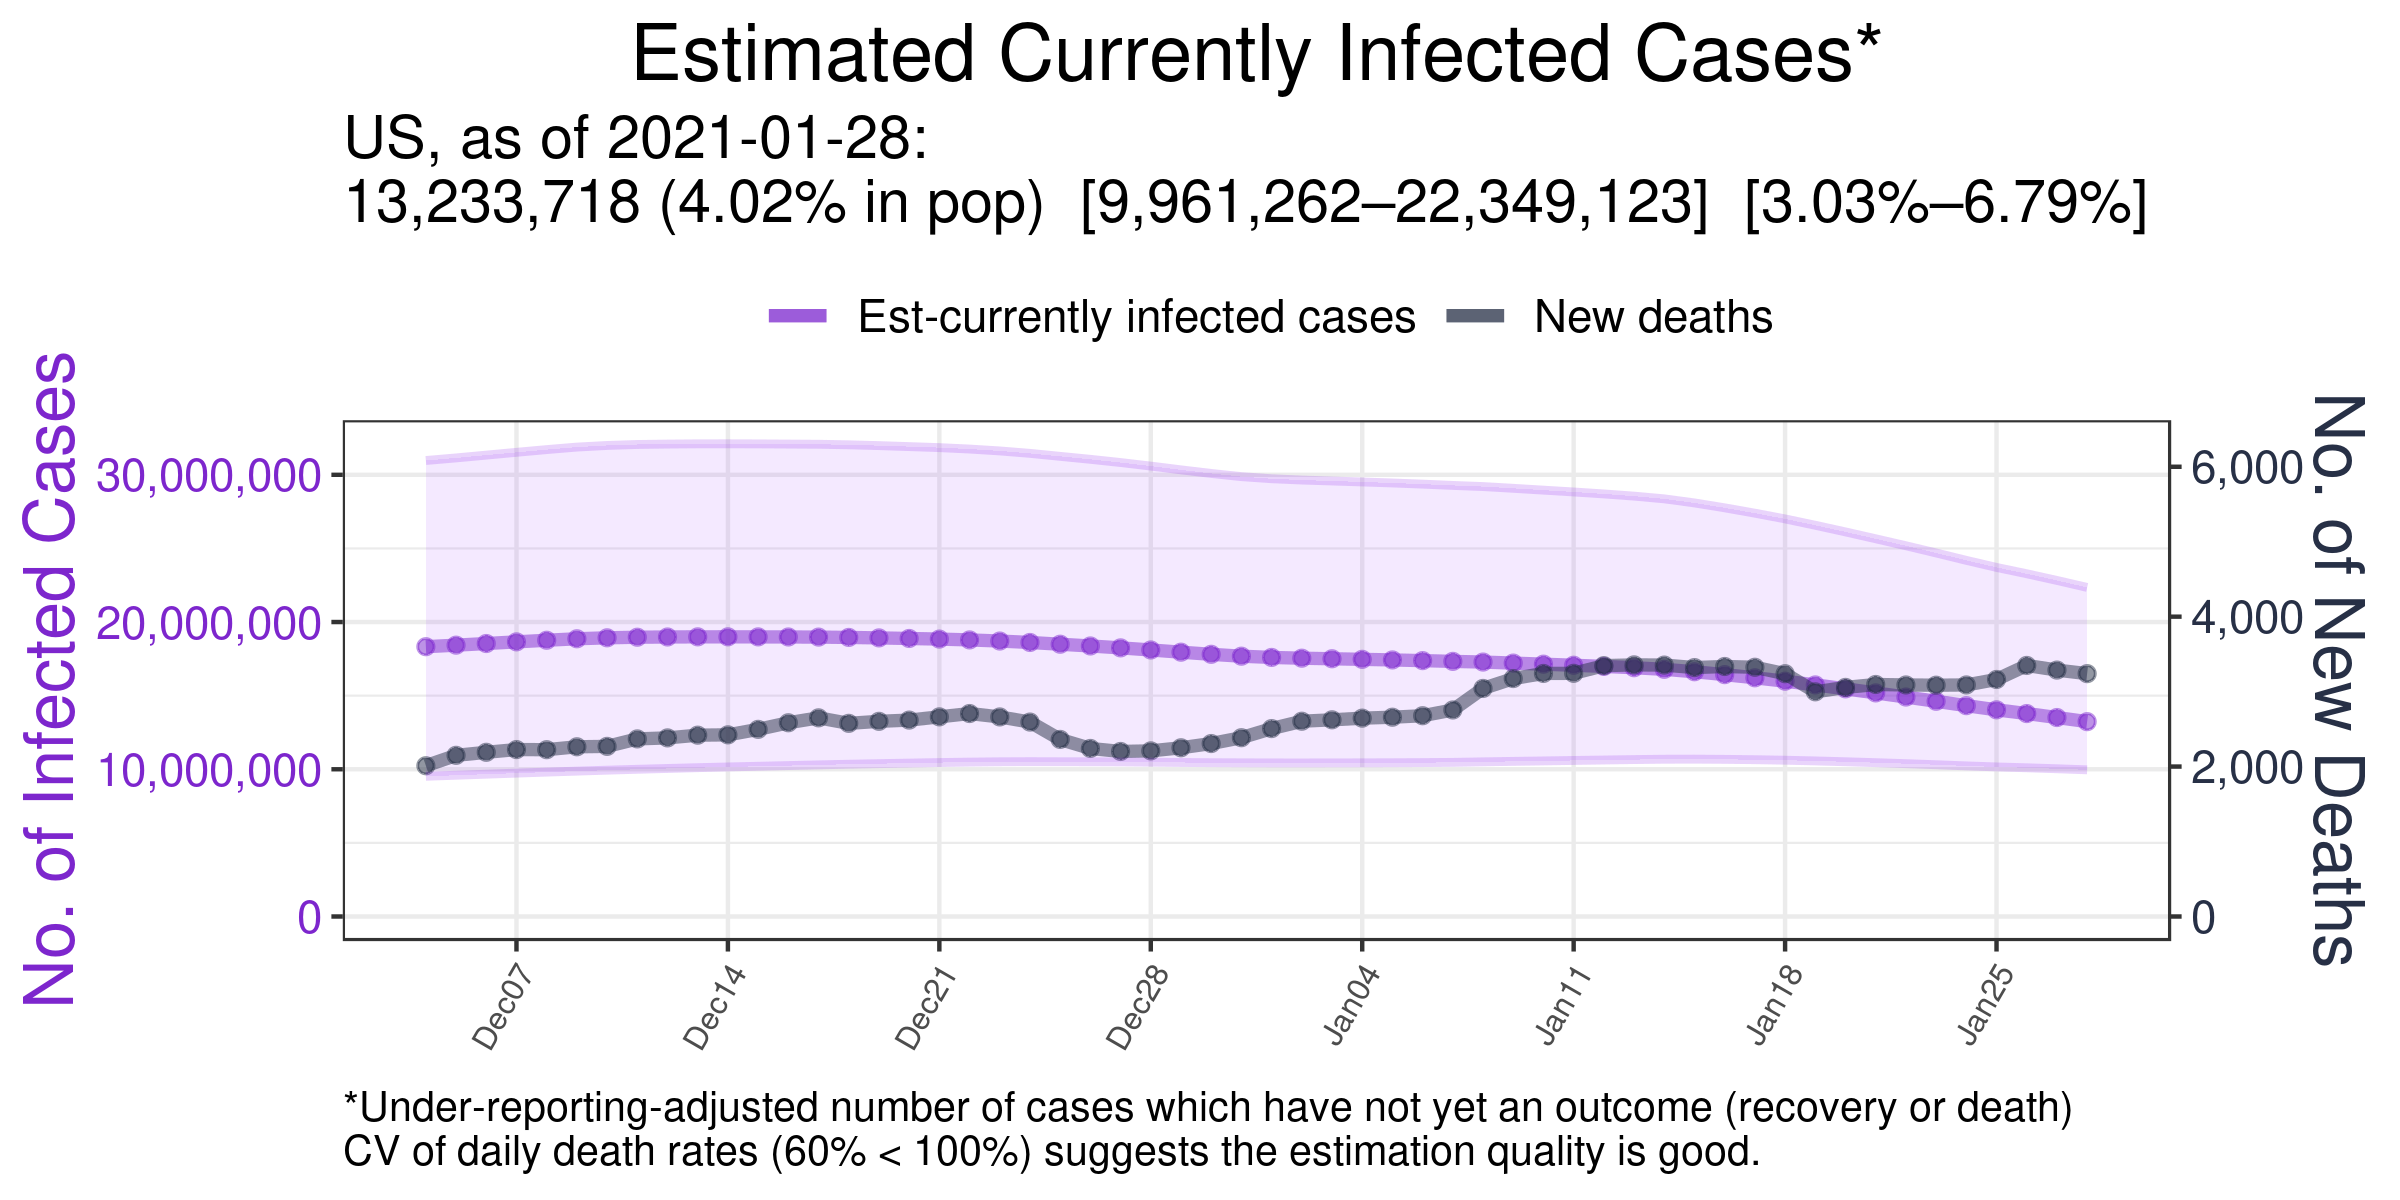 Estimated Currently Infected Cases*
US, as of 2021-01-28:
13,233,718 (4.02% in pop) [9,961,262–22,349,123] [3.03%–6.79%]
Est-currently infected cases New deaths
No. of Infected Cases
30,000,000
20,000,000
10,000,000
0
6,000
4,000
2,000
0
No. of New Deaths
Dec07 Dec14 Dec21 Dec28 Jan04 Jan11 Jan18 Jan25
*Under-reporting-adjusted number of cases which have not yet an outcome (recovery or death)
CV of daily death rates (60% < 100%) suggests the estimation quality is good.